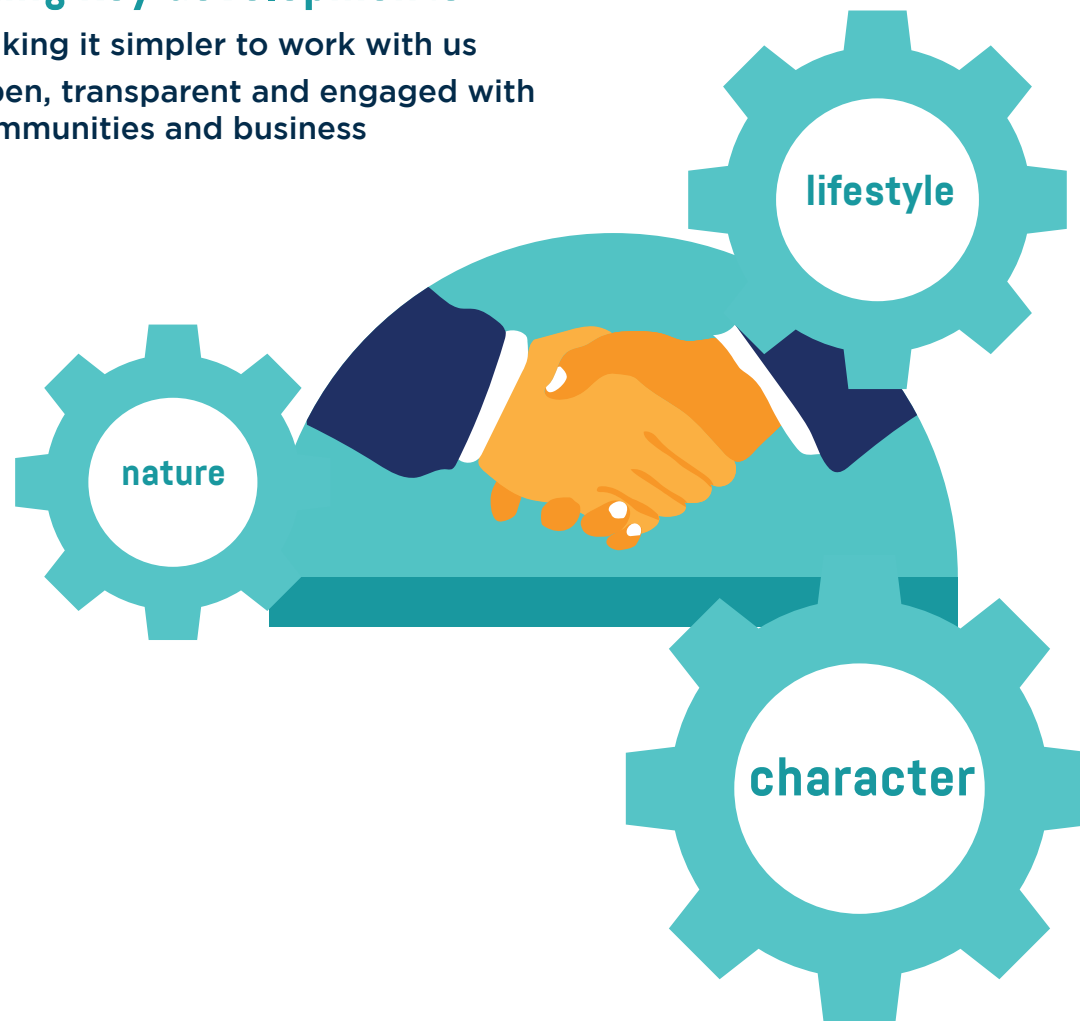 king it simpler to work with us
pen, transparent and engaged with
mmunities and business
lifestyle
nature
character